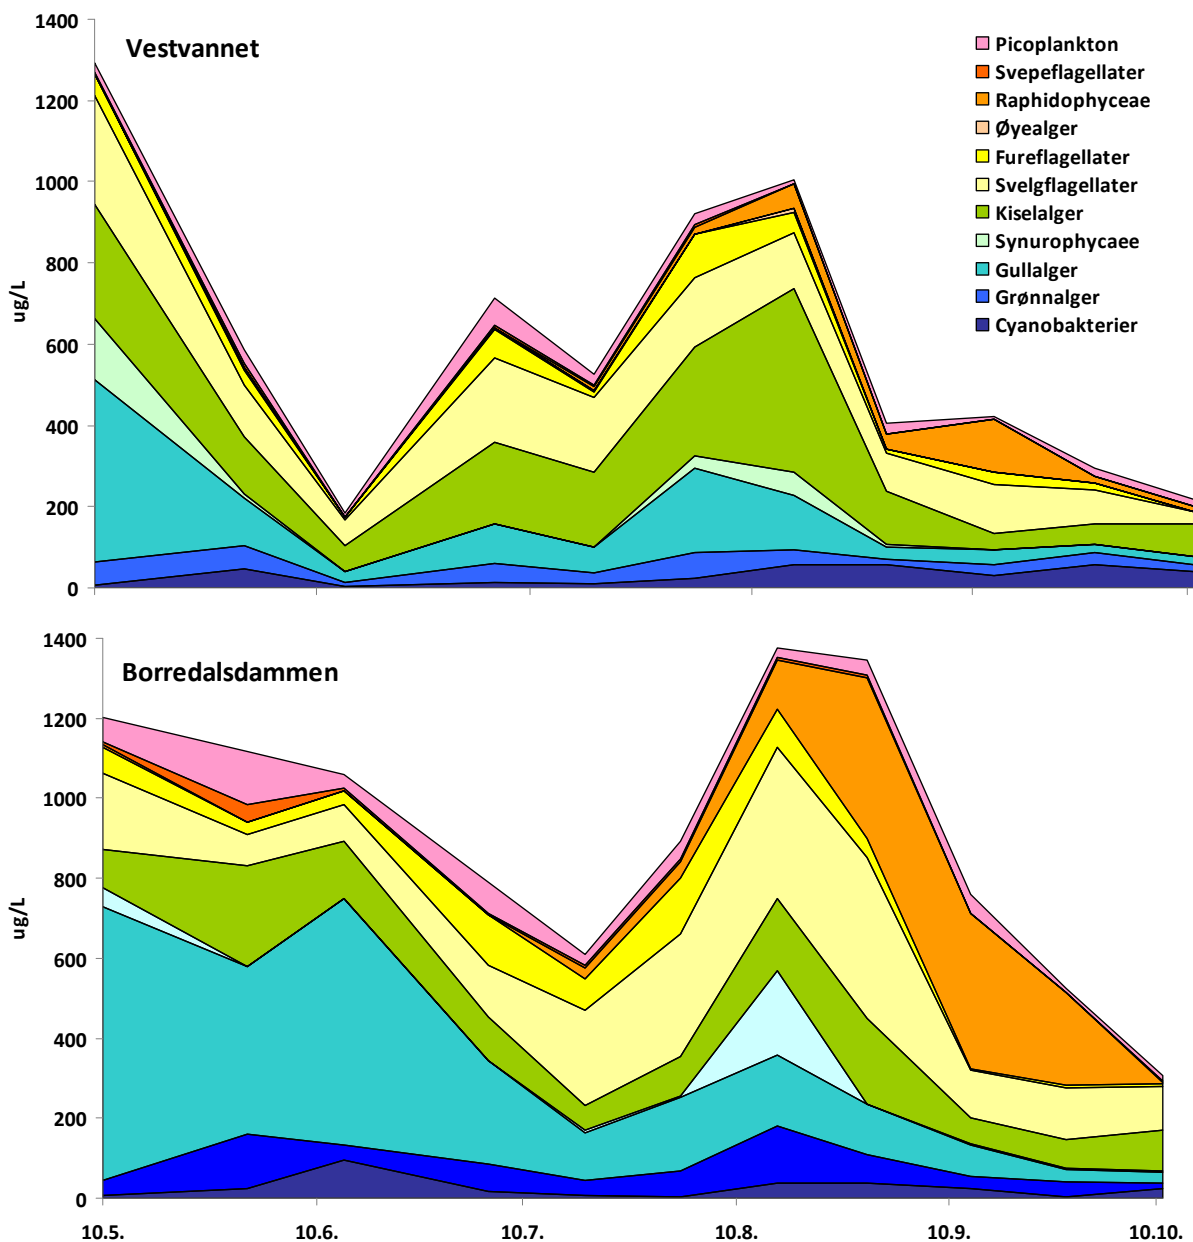 1400
1200
1000
800
600
400
200
0
ug/L
Vestvannet
Picoplankton
Svepeflagellater
Raphidophyceae
Øyealger
Fureflagellater
Svelgflagellater
Kiselalger
Synurophycaee
Gullalger
Grønnalger
Cyanobakterier
1400
1200
1000
800
600
400
200
0
ug/L
Borredalsdammen
10.5. 10.6. 10.7. 10.8. 10.9. 10.10.